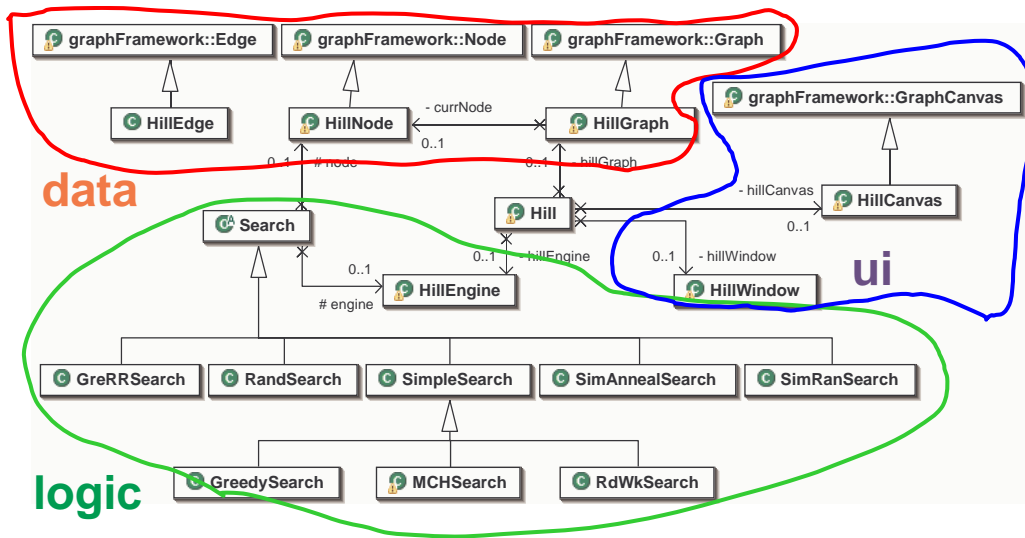 graphFramework::Edge
graphFramework::Node
graphFramework::Graph
graphFramework::GraphCanvas
HillEdge
HillNode
- currNode
0..1
HillGraph
0..1
# node
0..1
- hillGraph
data
- hillCanvas
0..1
HillCanvas
Search
Hill
0..1
# engine
HillEngine
0..1
- hillEngine
0..1
- hillWindow
HillWindow
ui
GreRRSearch
RandSearch
SimpleSearch
SimAnnealSearch
SimRanSearch
GreedySearch
MCHSearch
RdWkSearch
logic